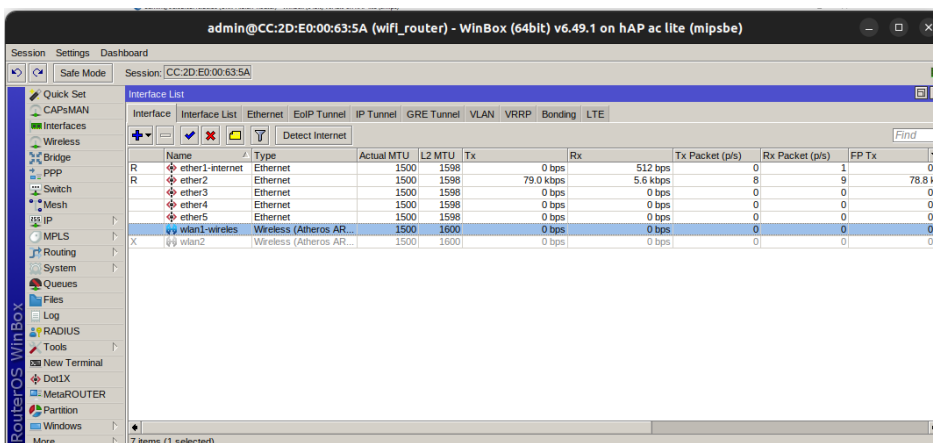 admin@CC:2D:E0:00:63:5A (wifi_router) - WinBox (64bit) v6.49.1 on hAP ac lite (mipsbe)
Session Settings Dashboard
Safe Mode Session: CC:2D:E0:00:63:5A
Quick Set
CAPsMAN
Interfaces
Wireless
Bridge
PPP
Switch
Mesh
IP
MPLS
Routing
System
Queues
Files
Log
RADIUS
Tools
New Terminal
Dot1X
MetaROUTER
Partition
Windows
More
RouterOS WinBox
Interface List
Interface Interface List Ethernet EoIP Tunnel IP Tunnel GRE Tunnel VLAN VRRP Bonding LTE
Detect Internet Find
Name Type Actual MTU L2 MTU Tx Rx Tx Packet (p/s) Rx Packet (p/s) FP Tx
R ether1-internet Ethernet 1500 1598 0 bps 512 bps 0 1 0
R ether2 Ethernet 1500 1598 79.0 kbps 5.6 kbps 8 9 78.8 k
ether3 Ethernet 1500 1598 0 bps 0 bps 0 0 0
ether4 Ethernet 1500 1598 0 bps 0 bps 0 0 0
ether5 Ethernet 1500 1598 0 bps 0 bps 0 0 0
wlan1-wireles Wireless (Atheros AR... 1500 1600 0 bps 0 bps 0 0 0
X wlan2 Wireless (Atheros AR... 1500 1600 0 bps 0 bps 0 0 0
7 items (1 selected)